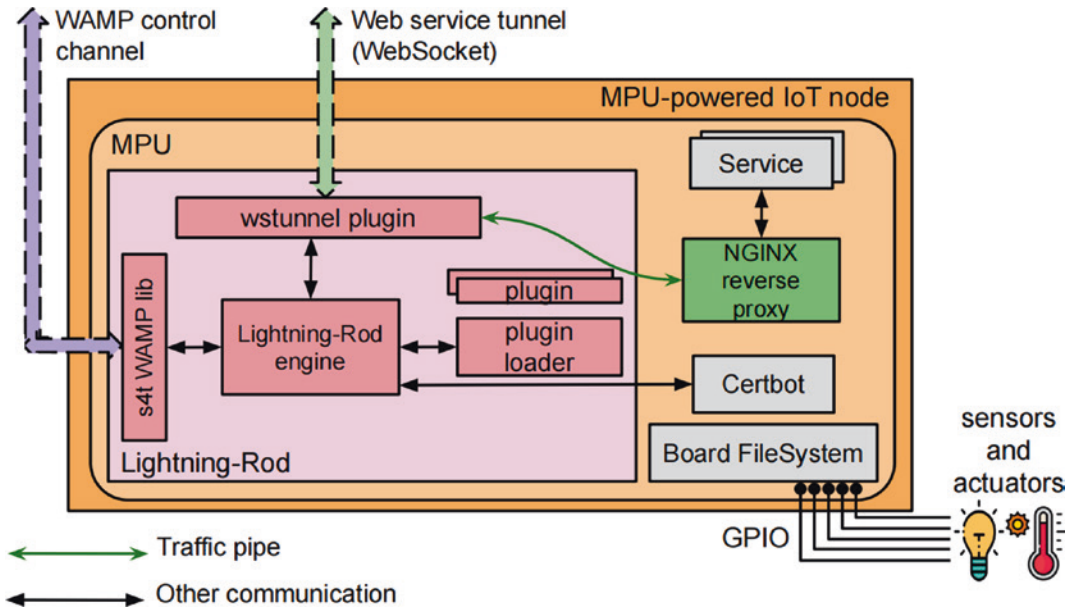 WAMP control
channel
Web service tunnel
(WebSocket)
MPU-powered IoT node
MPU
Service
wstunnel plugin
NGINX
reverse
proxy
s4t WAMP lib
plugin
Lightning-Rod
engine
plugin
loader
Certbot
Board FileSystem
Lightning-Rod
sensors
and
actuators
GPIO
Traffic pipe
Other communication